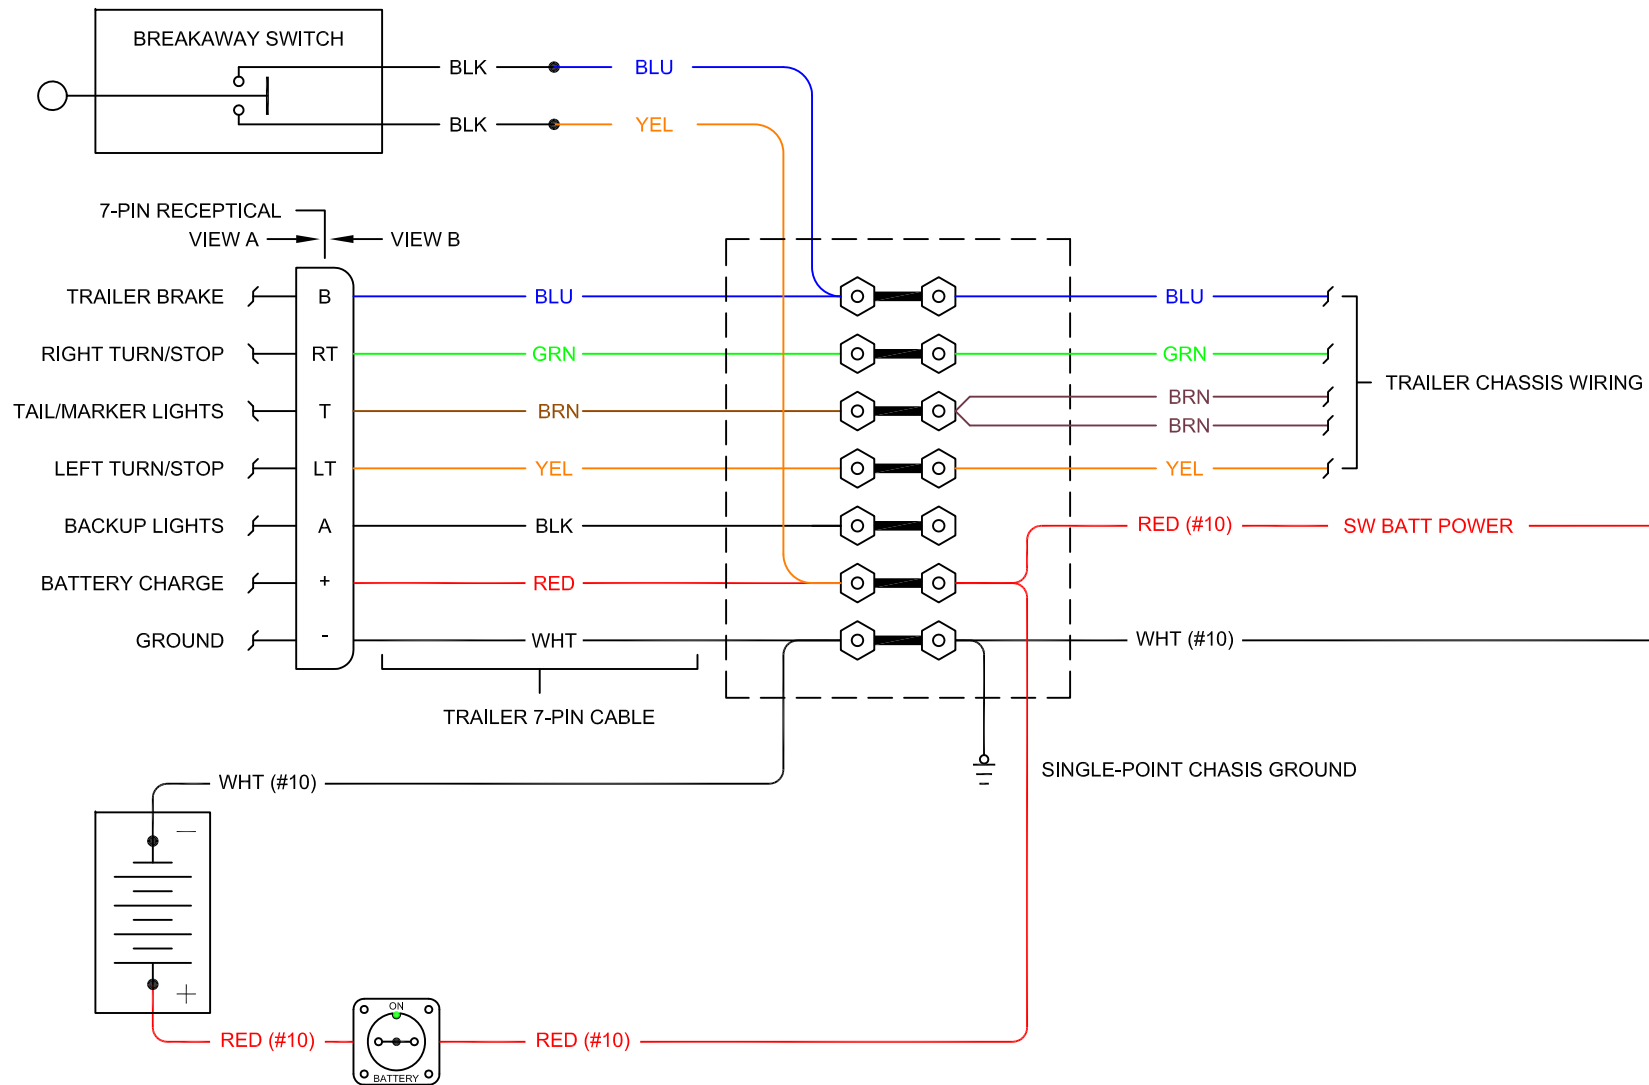 BREAKAWAY SWITCH
BLK BLU
BLK YEL
7-PIN RECEPTICAL
VIEW A VIEW B
TRAILER BRAKE B BLU BLU
RIGHT TURN/STOP RT GRN GRN
TRAILER CHASSIS WIRING
BRN
TAIL/MARKER LIGHTS T BRN
BRN
LEFT TURN/STOP LT YEL YEL
BACKUP LIGHTS A BLK RED (#10) SW BATT POWER
BATTERY CHARGE + RED
GROUND - WHT WHT (#10)
TRAILER 7-PIN CABLE
SINGLE-POINT CHASIS GROUND
WHT (#10)
—
+
ON
RED (#10) RED (#10)
BATTERY